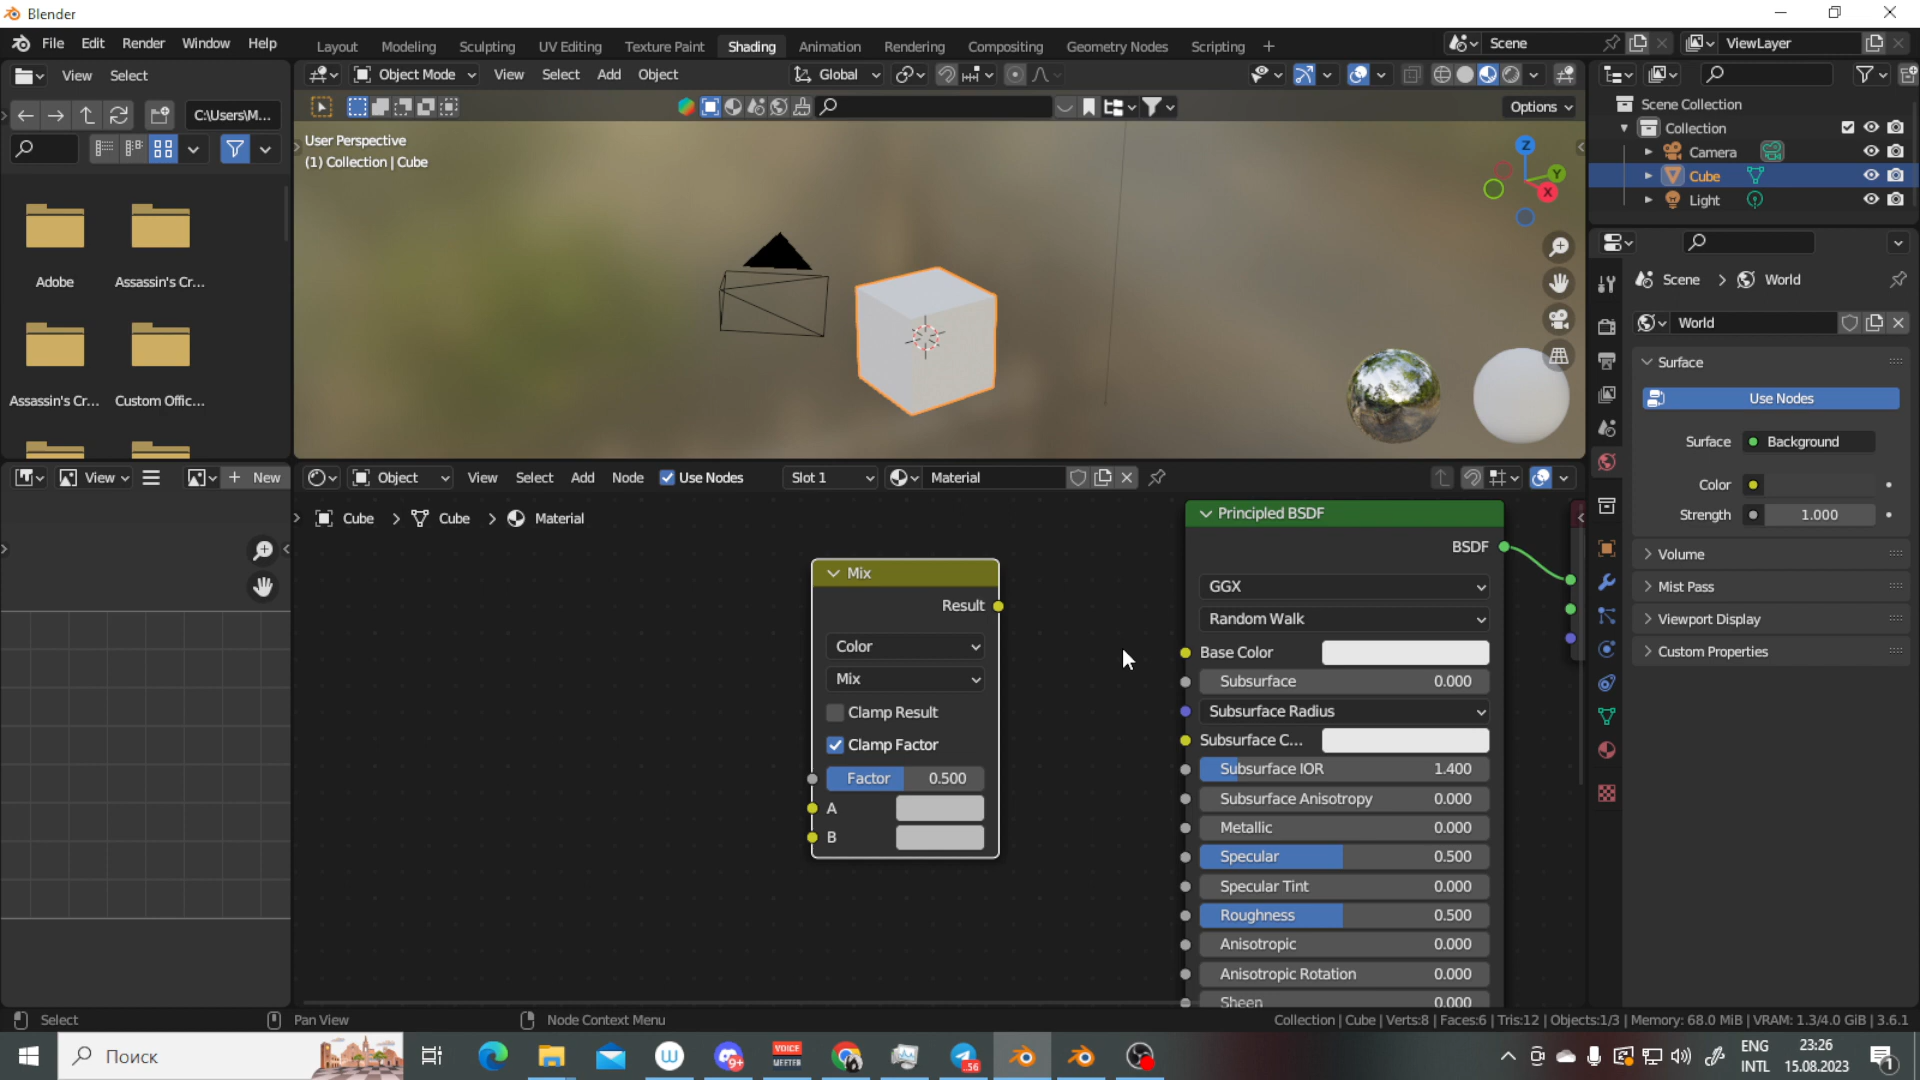 Blender
File Edit Render Window Help
Layout Modeling Sculpting UV Editing Texture Paint Shading Animation Rendering Compositing Geometry Nodes Scripting +
Scene
ViewLayer
View Select
Object Mode View Select Add Object
Global
C:\Users\M...
Options
User Perspective
(1) Collection | Cube
Z
Y
X
Adobe
Assassin's Cr...
Assassin's Cr...
Custom Offic...
Scene Collection
Collection
Camera
Cube
Light
Scene > World
World
Surface
Use Nodes
Surface Background
Color
Strength 1.000
Volume
Mist Pass
Viewport Display
Custom Properties
View
+ New
Object View Select Add Node Use Nodes Slot 1 Material
Cube > Cube > Material
Mix
Result
Color
Mix
Clamp Result
Clamp Factor
Factor 0.500
A
B
Principled BSDF
BSDF
GGX
Random Walk
Base Color
Subsurface 0.000
Subsurface Radius
Subsurface C...
Subsurface IOR 1.400
Subsurface Anisotropy 0.000
Metallic 0.000
Specular 0.500
Specular Tint 0.000
Roughness 0.500
Anisotropic 0.000
Anisotropic Rotation 0.000
Sheen 0.000
Select
Pan View
Node Context Menu
Collection | Cube | Verts:8 | Faces:6 | Tris:12 | Objects:1/3 | Memory: 68.0 MiB | VRAM: 1.3/4.0 GiB | 3.6.1
Поиск
9+
VOICE
MEETER
56
ENG
INTL
23:26
15.08.2023
1